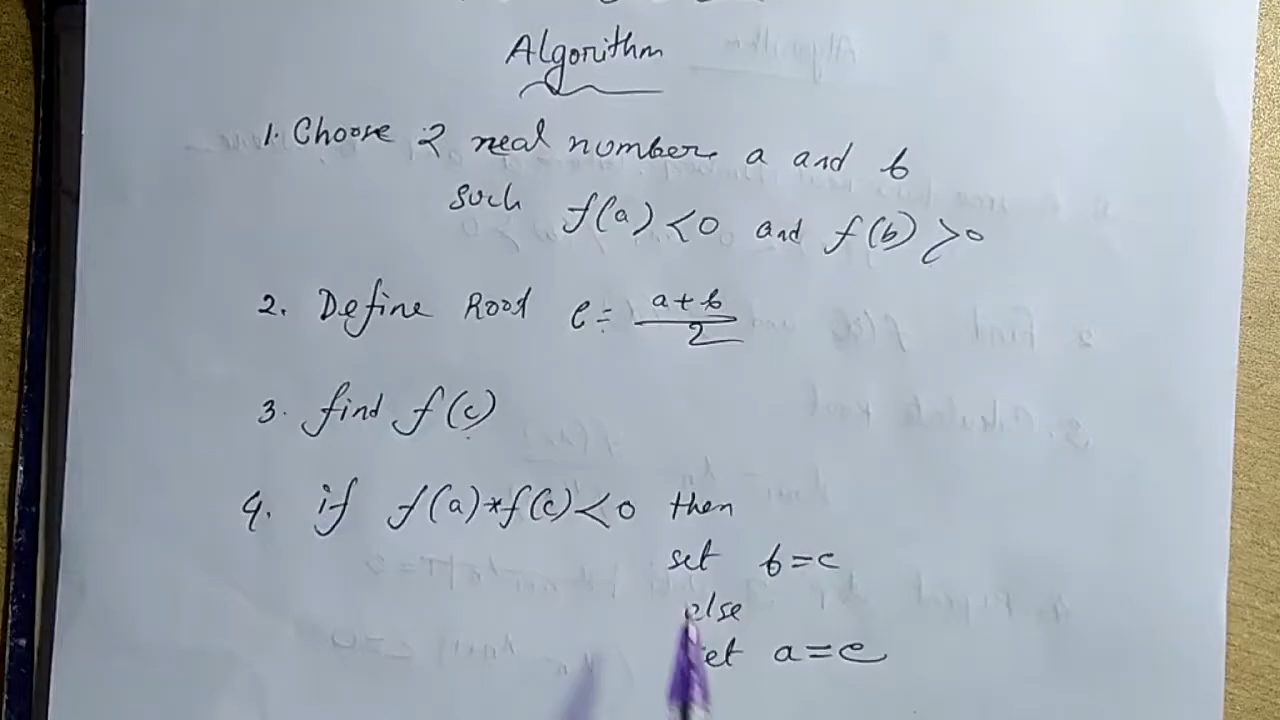 Algorithm
1. Choose 2 real numbers a and b
such f(a) <0 and f(b) >0
2. Define Root c = a+b/2
3. find f(c)
4. if f(a)*f(c)<0 then
set b=c
else
set a=c